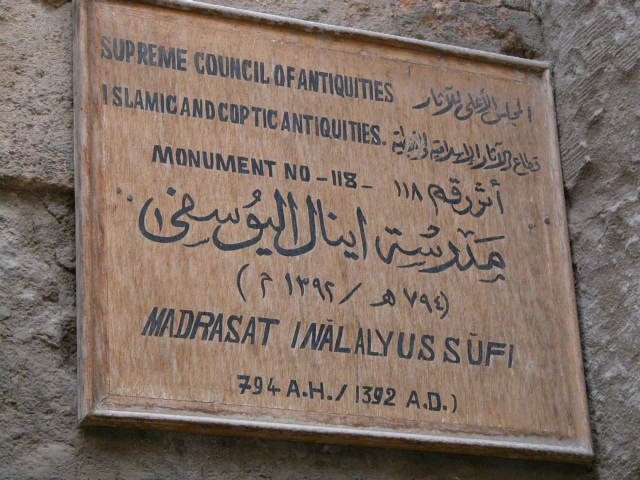 SUPREME COUNCIL OF ANTIQUITIES المجلس الأعلى للآثار
ISLAMIC AND COPTIC ANTIQUITIES. قطاع الآثار الإسلامية والقبطية
MONUMENT NO -118- أثر رقم ١١٨
مدرسة اينال اليوسفى
(٧٩٤ هـ / ١٣٩٢ م)
MADRASAT INĀL ALYUSSŪFI
794 A.H./ 1392 A.D.)